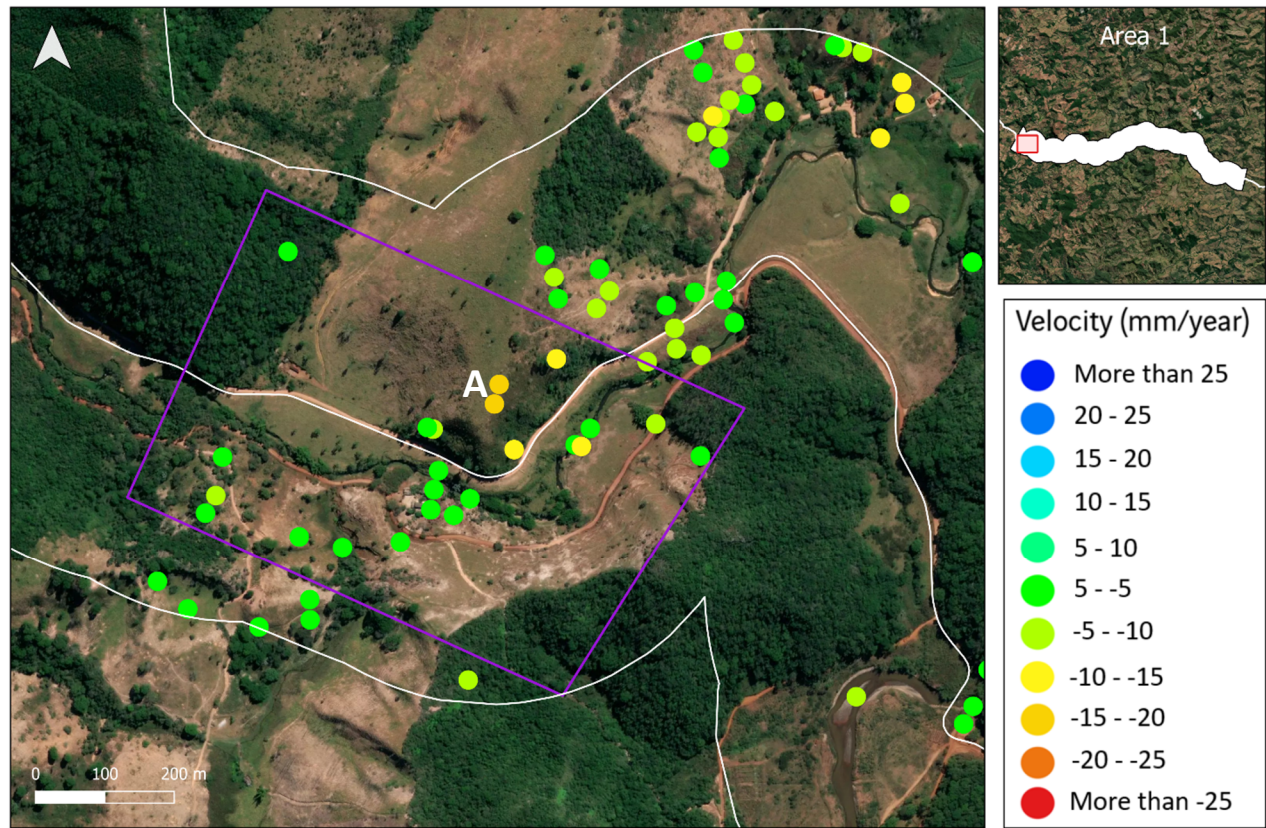 Area 1
A
0 100 200 m
Velocity (mm/year)
More than 25
20 - 25
15 - 20
10 - 15
5 - 10
5 - -5
-5 - -10
-10 - -15
-15 - -20
-20 - -25
More than -25